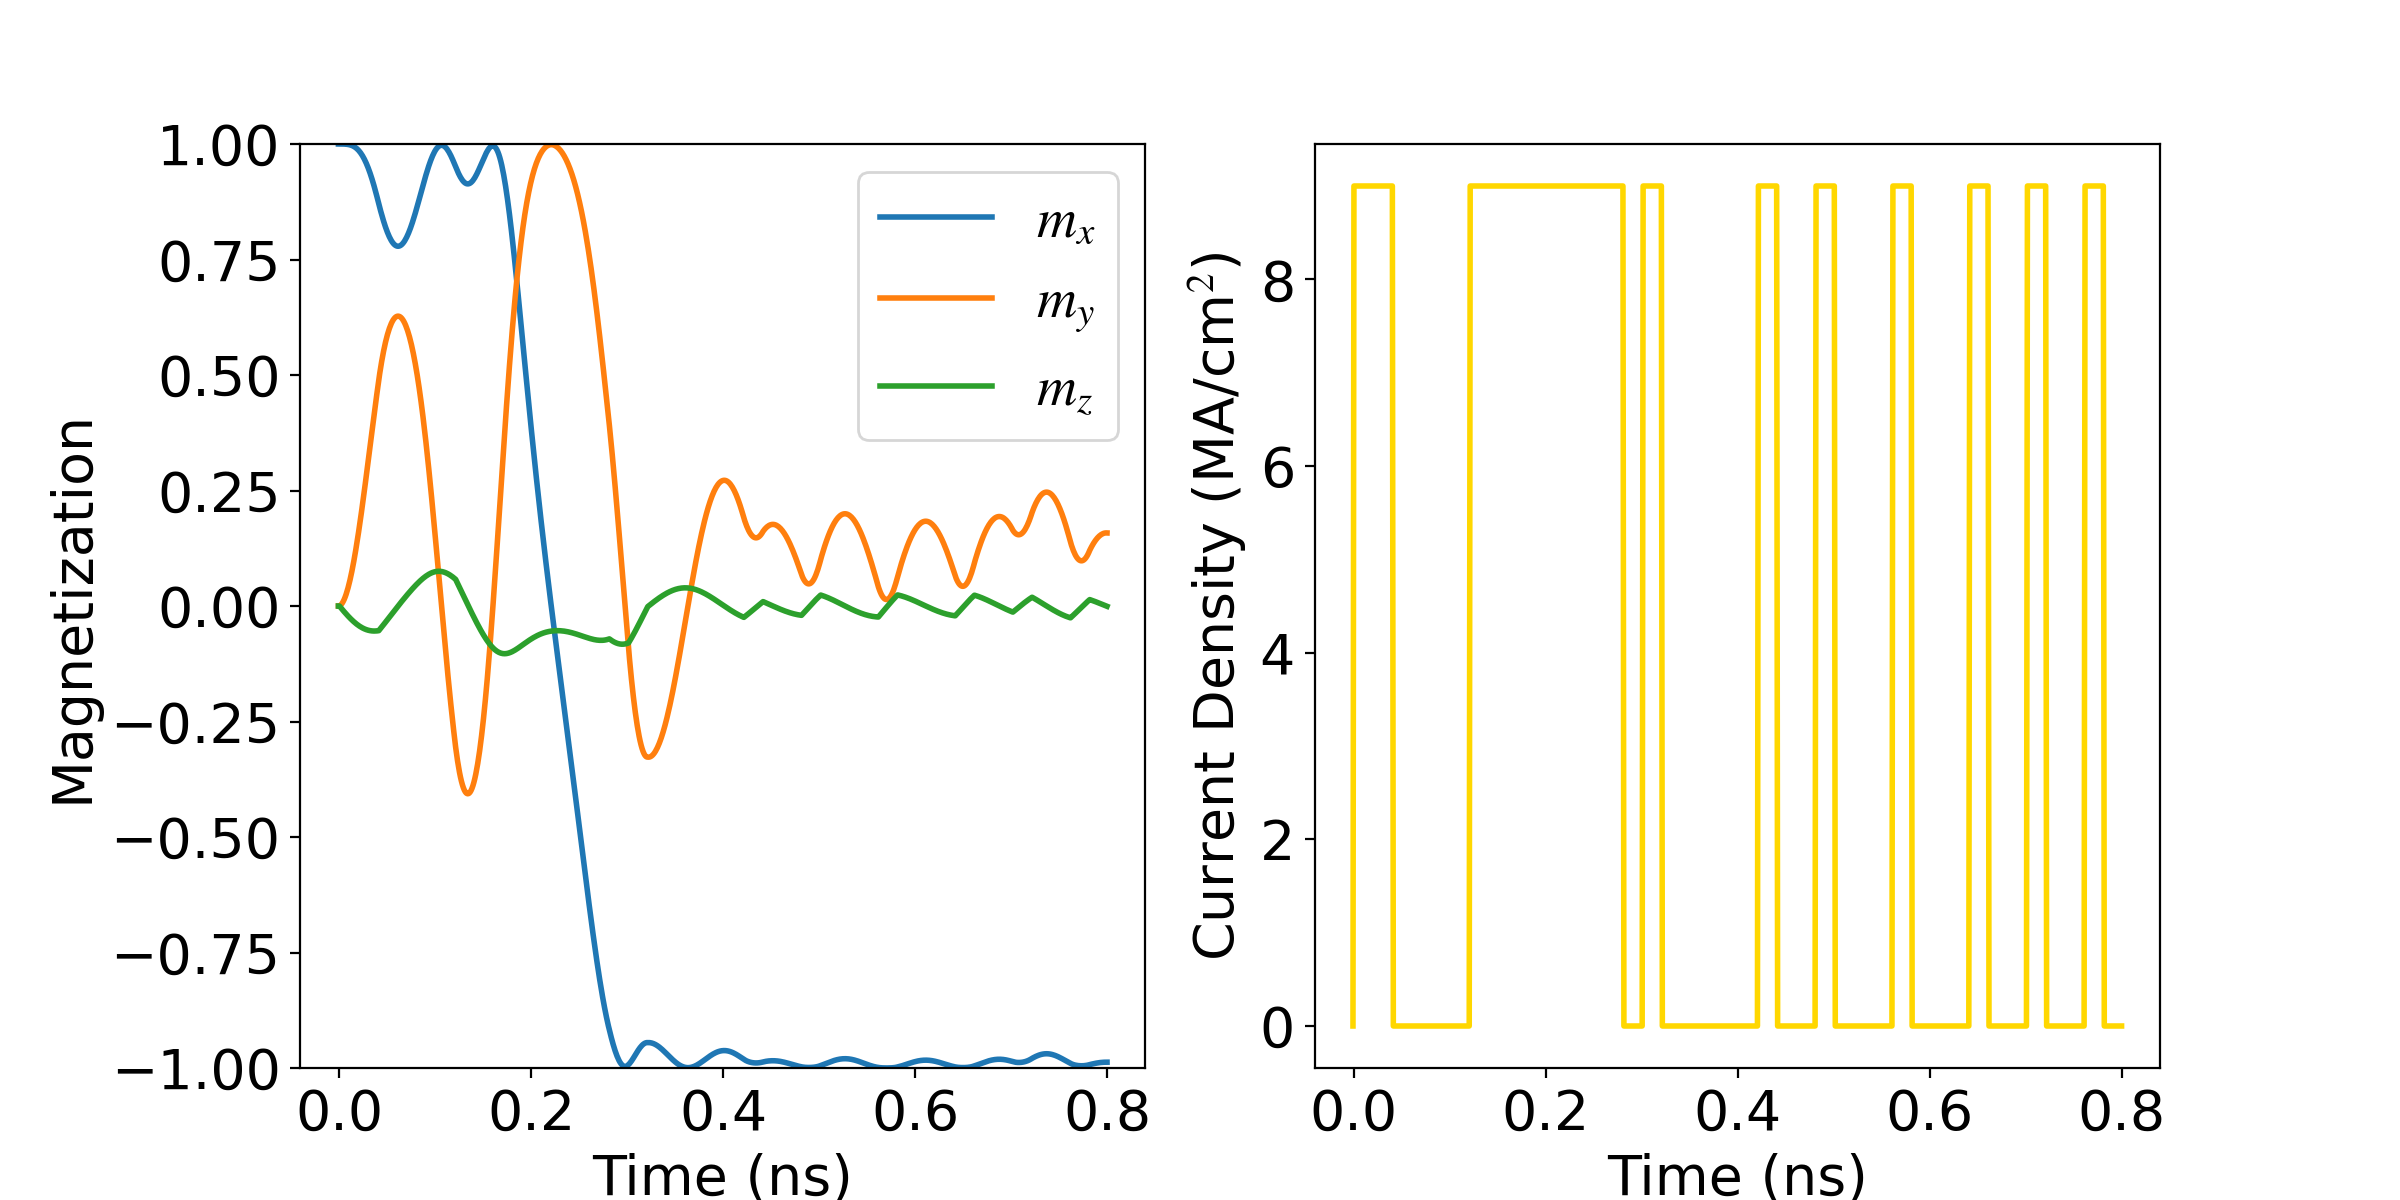 Magnetization
1.00
0.75
0.50
0.25
0.00
−0.25
−0.50
−0.75
−1.00
0.0 0.2 0.4 0.6 0.8
Time (ns)
m_x
m_y
m_z
Current Density (MA/cm²)
8
6
4
2
0
0.0 0.2 0.4 0.6 0.8
Time (ns)